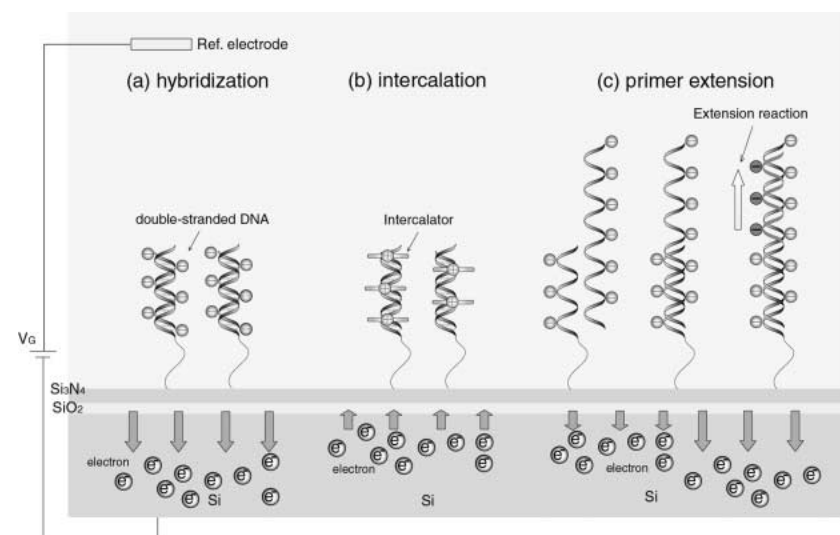 Ref. electrode
(a) hybridization
(b) intercalation
(c) primer extension
Extension reaction
double-stranded DNA
Intercalator
VG
Si3N4
SiO2
electron
e-
e-
e-
e-
e-
e-
e-
e-
Si
electron
e-
e-
e-
e-
e-
e-
e-
e-
Si
electron
e-
e-
e-
e-
e-
e-
e-
e-
e-
e-
e-
e-
Si